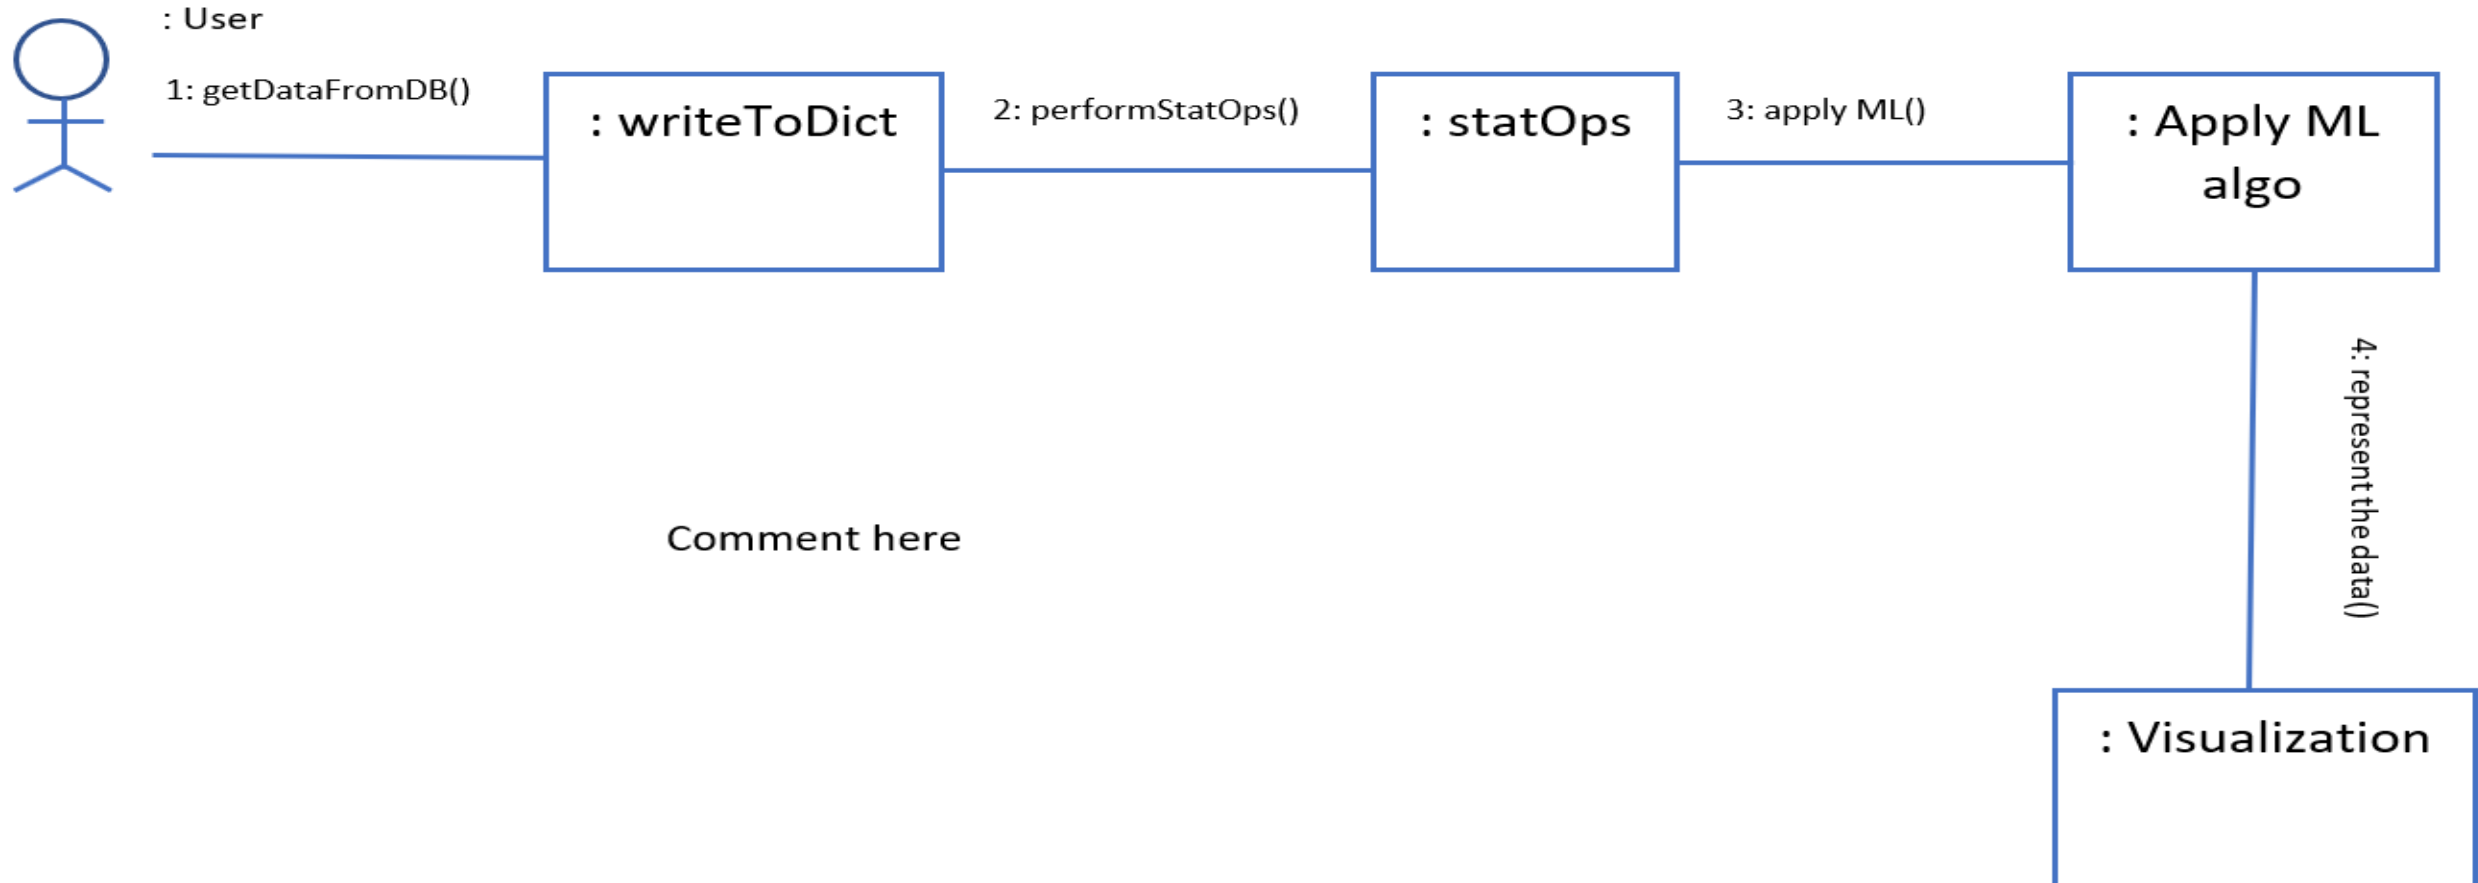 : User
1: getDataFromDB()
: writeToDict
2: performStatOps()
: statOps
3: apply ML()
: Apply ML
algo
4: represent the data()
Comment here
: Visualization